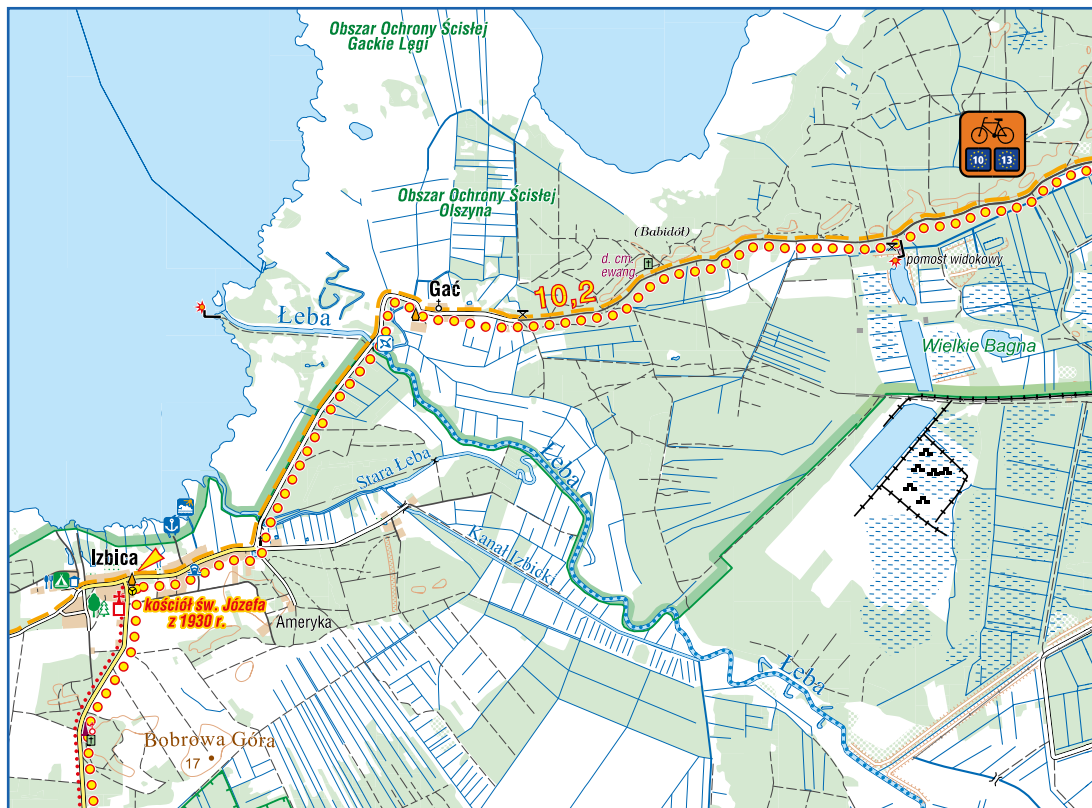 Obszar Ochrony Ścisłej
Gackie Lęgi
10 13
Obszar Ochrony Ścisłej
Olszyna
(Babidół)
d. cm.
ewang.
pomost widokowy
Gać
10,2
Łeba
Wielkie Bagna
Stara Łeba
Łeba
Kanał Izbicki
Izbica
kościół św. Józefa
z 1930 r.
Ameryka
Łeba
Bobrowa Góra
17